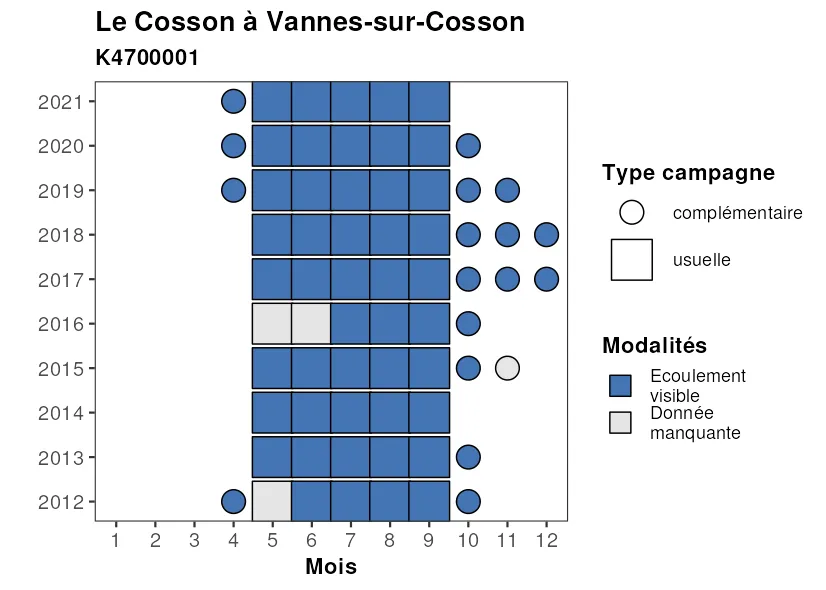 Le Cosson à Vannes-sur-Cosson
K4700001
2021
2020
2019
2018
2017
2016
2015
2014
2013
2012
1 2 3 4 5 6 7 8 9 10 11 12
Mois
Type campagne
complémentaire
usuelle
Modalités
Ecoulement
visible
Donnée
manquante